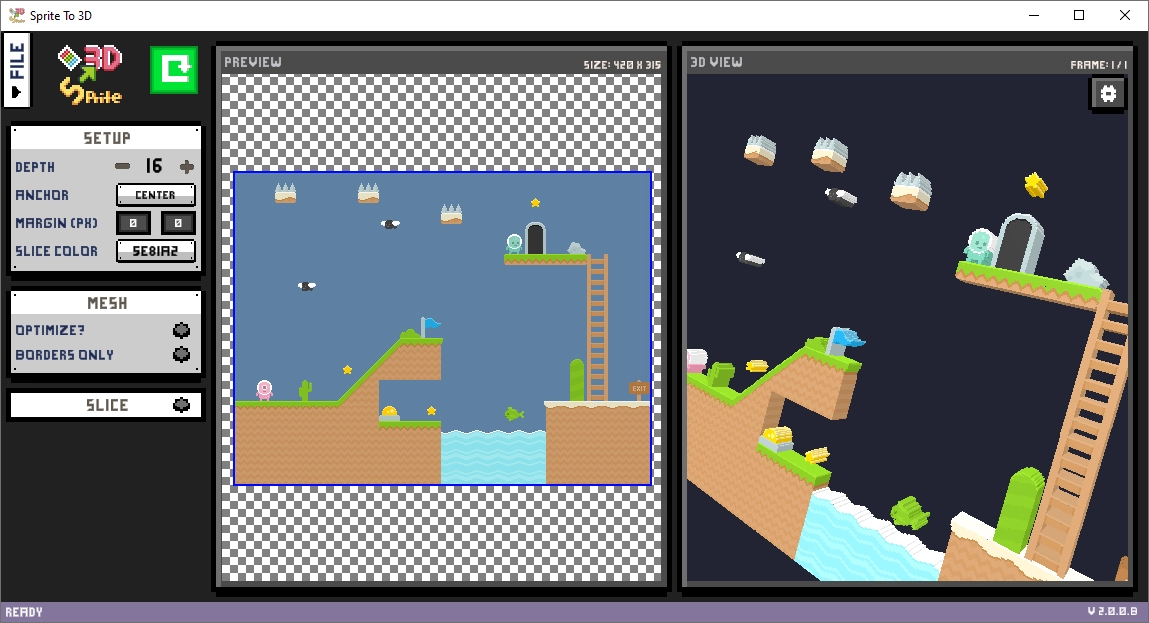 Sprite To 3D
FILE
3D
Sprite
SETUP
DEPTH 16
ANCHOR CENTER
MARGIN (PX) 0 0
SLICE COLOR 5E81A2
MESH
OPTIMIZE?
BORDERS ONLY
SLICE
PREVIEW SIZE: 420 X 315
EXIT
3D VIEW FRAME: 1 / 1
READY V 2.0.0.B